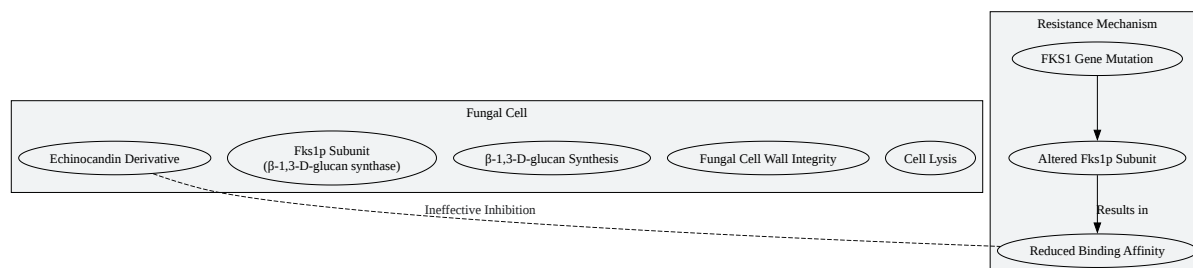 Resistance Mechanism
FKS1 Gene Mutation
Fungal Cell
Echinocandin Derivative
Fks1p Subunit
(β-1,3-D-glucan synthase)
β-1,3-D-glucan Synthesis
Fungal Cell Wall Integrity
Cell Lysis
Altered Fks1p Subunit
Ineffective Inhibition
Results in
Reduced Binding Affinity